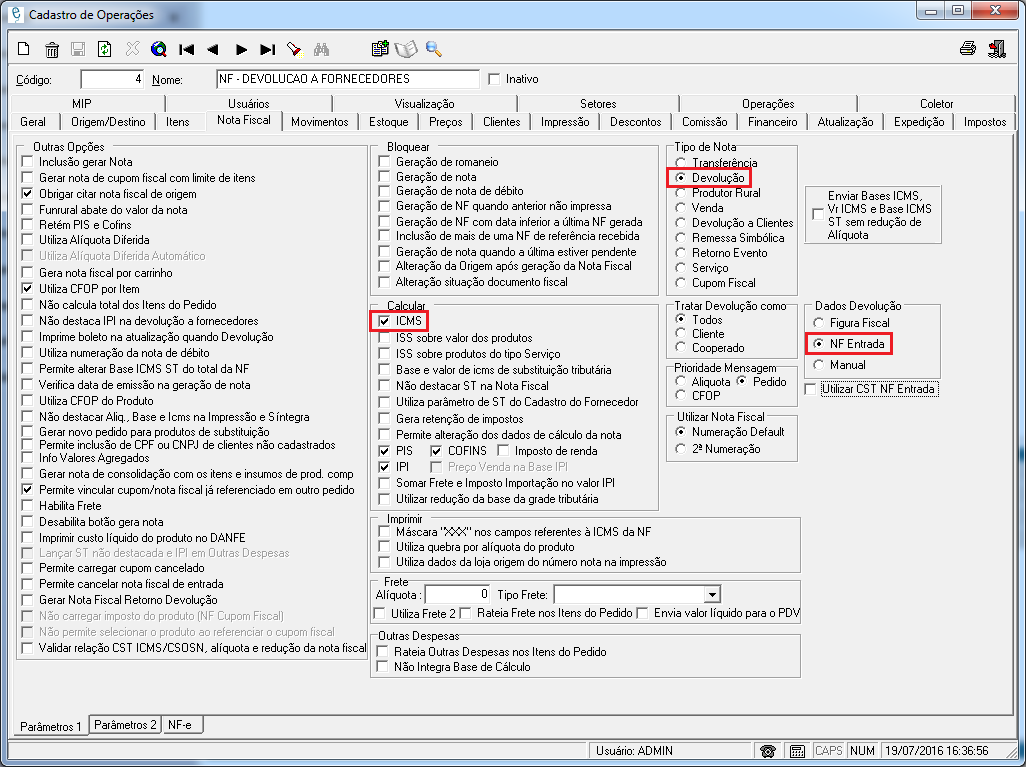 Cadastro de Operações
Código: 4 Nome: NF - DEVOLUCAO A FORNECEDORES Inativo
MIP Usuários Visualização Setores Operações Coletor
Geral Origem/Destino Itens Nota Fiscal Movimentos Estoque Preços Clientes Impressão Descontos Comissão Financeiro Atualização Expedição Impostos
Outras Opções
Inclusão gerar Nota
Gerar nota de cupom fiscal com limite de itens
Obrigar citar nota fiscal de origem
Funrural abate do valor da nota
Retém PIS e Cofins
Utiliza Alíquota Diferida
Utiliza Alíquota Diferida Automático
Gera nota fiscal por carrinho
Utiliza CFOP por Item
Não calcula total dos Itens do Pedido
Não destaca IPI na devolução a fornecedores
Imprime boleto na atualização quando Devolução
Utiliza numeração da nota de débito
Permite alterar Base ICMS ST do total da NF
Verifica data de emissão na geração de nota
Utiliza CFOP do Produto
Não destacar Aliq., Base e Icms na Impressão e Síntegra
Gerar novo pedido para produtos de substituição
Permite inclusão de CPF ou CNPJ de clientes não cadastrados
Info Valores Agregados
Gerar nota de consolidação com os itens e insumos de prod. comp
Permite vincular cupom/nota fiscal já referenciado em outro pedido
Habilita Frete
Desabilita botão gera nota
Imprimir custo líquido do produto no DANFE
Lançar ST não destacada e IPI em Outras Despesas
Permite carregar cupom cancelado
Permite cancelar nota fiscal de entrada
Gerar Nota Fiscal Retorno Devolução
Não carregar imposto do produto (NF Cupom Fiscal)
Não permite selecionar o produto ao referenciar o cupom fiscal
Validar relação CST ICMS/CSOSN, alíquota e redução da nota fiscal
Bloquear
Geração de romaneio
Geração de nota
Geração de nota de débito
Geração de NF quando anterior não impressa
Geração de NF com data inferior a última NF gerada
Inclusão de mais de uma NF de referência recebida
Geração de nota quando a última estiver pendente
Alteração da Origem após geração da Nota Fiscal
Alteração situação documento fiscal
Calcular
ICMS
ISS sobre valor dos produtos
ISS sobre produtos do tipo Serviço
Base e valor de icms de substituição tributária
Não destacar ST na Nota Fiscal
Utiliza parâmetro de ST do Cadastro do Fornecedor
Gera retenção de impostos
Permite alteração dos dados de cálculo da nota
PIS COFINS Imposto de renda
IPI Preço Venda na Base IPI
Somar Frete e Imposto Importação no valor IPI
Utilizar redução da base da grade tributária
Imprimir
Máscara "XXX" nos campos referentes à ICMS da NF
Utiliza quebra por alíquota do produto
Utiliza dados da loja origem do número nota na impressão
Frete
Alíquota : 0 Tipo Frete:
Utiliza Frete 2 Rateia Frete nos Itens do Pedido Envia valor líquido para o PDV
Outras Despesas
Rateia Outras Despesas nos Itens do Pedido
Não Integra Base de Cálculo
Tipo de Nota
Transferência
Devolução
Produtor Rural
Venda
Devolução a Clientes
Remessa Simbólica
Retorno Evento
Serviço
Cupom Fiscal
Tratar Devolução como
Todos
Cliente
Cooperado
Prioridade Mensagem
Aliquota Pedido
CFOP
Utilizar Nota Fiscal
Numeração Default
2ª Numeração
Enviar Bases ICMS,
Vr ICMS e Base ICMS
ST sem redução de
Alíquota
Dados Devolução
Figura Fiscal
NF Entrada
Manual
Utilizar CST NF Entrada
Parâmetros 1 Parâmetros 2 NF-e
Usuário: ADMIN CAPS NUM 19/07/2016 16:36:56